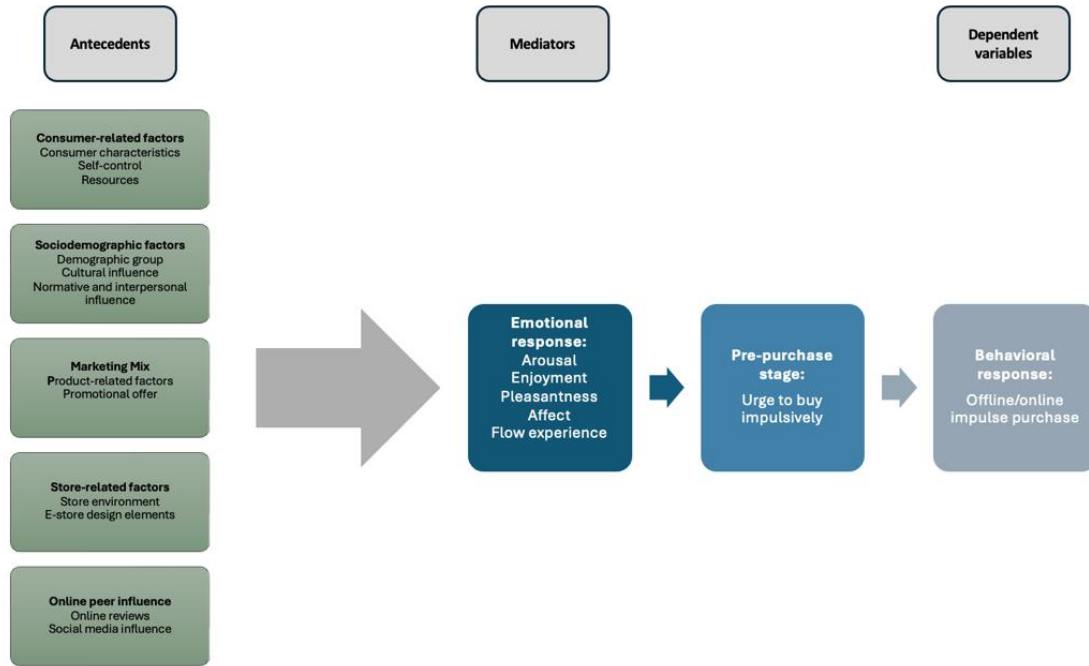 Antecedents
Mediators
Dependent
variables
Consumer-related factors
Consumer characteristics
Self-control
Resources
Sociodemographic factors
Demographic group
Cultural influence
Normative and interpersonal
influence
Marketing Mix
Product-related factors
Promotional offer
Store-related factors
Store environment
E-store design elements
Online peer influence
Online reviews
Social media influence
Emotional
response:
Arousal
Enjoyment
Pleasantness
Affect
Flow experience
Pre-purchase
stage:
Urge to buy
impulsively
Behavioral
response:
Offline/online
impulse purchase